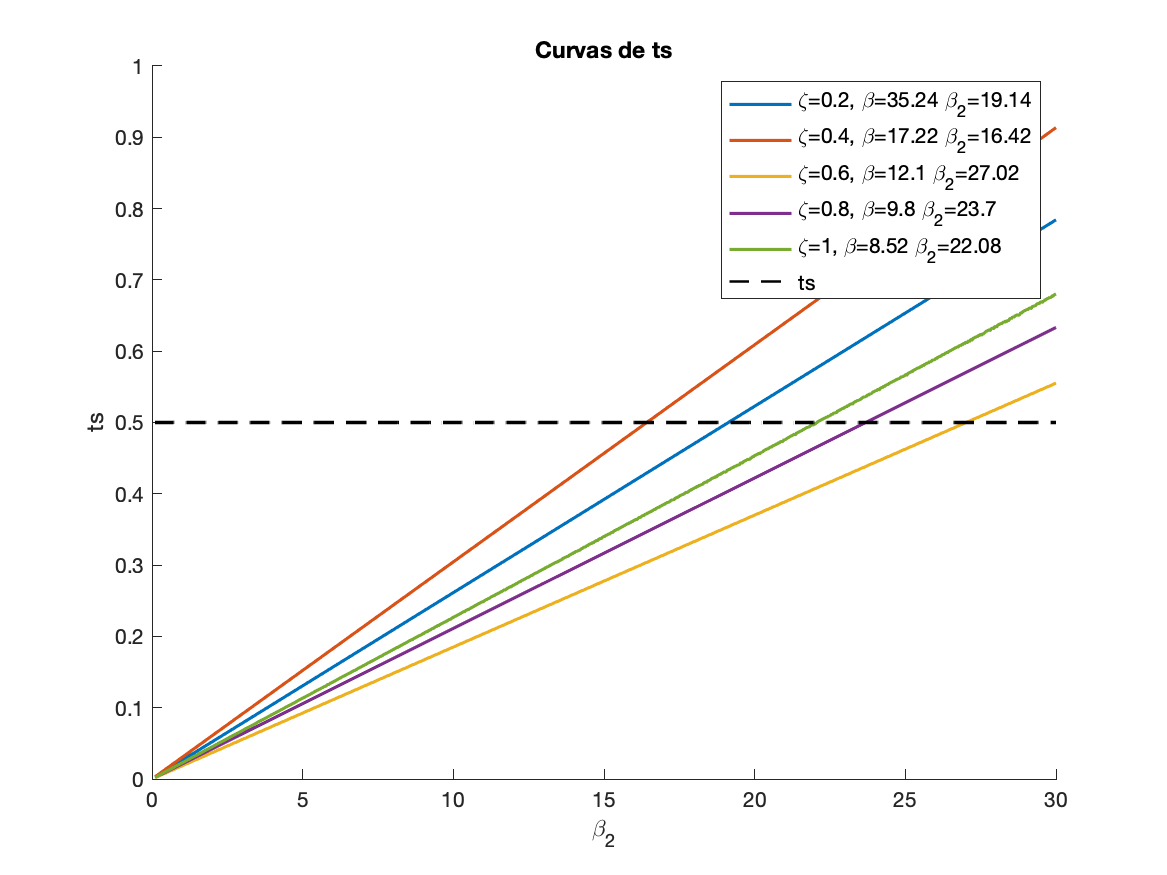 Curvas de ts
ζ=0.2, β=35.24 β₂=19.14
ζ=0.4, β=17.22 β₂=16.42
ζ=0.6, β=12.1 β₂=27.02
ζ=0.8, β=9.8 β₂=23.7
ζ=1, β=8.52 β₂=22.08
ts
1
0.9
0.8
0.7
0.6
0.5
0.4
0.3
0.2
0.1
0
ts
0 5 10 15 20 25 30
β₂